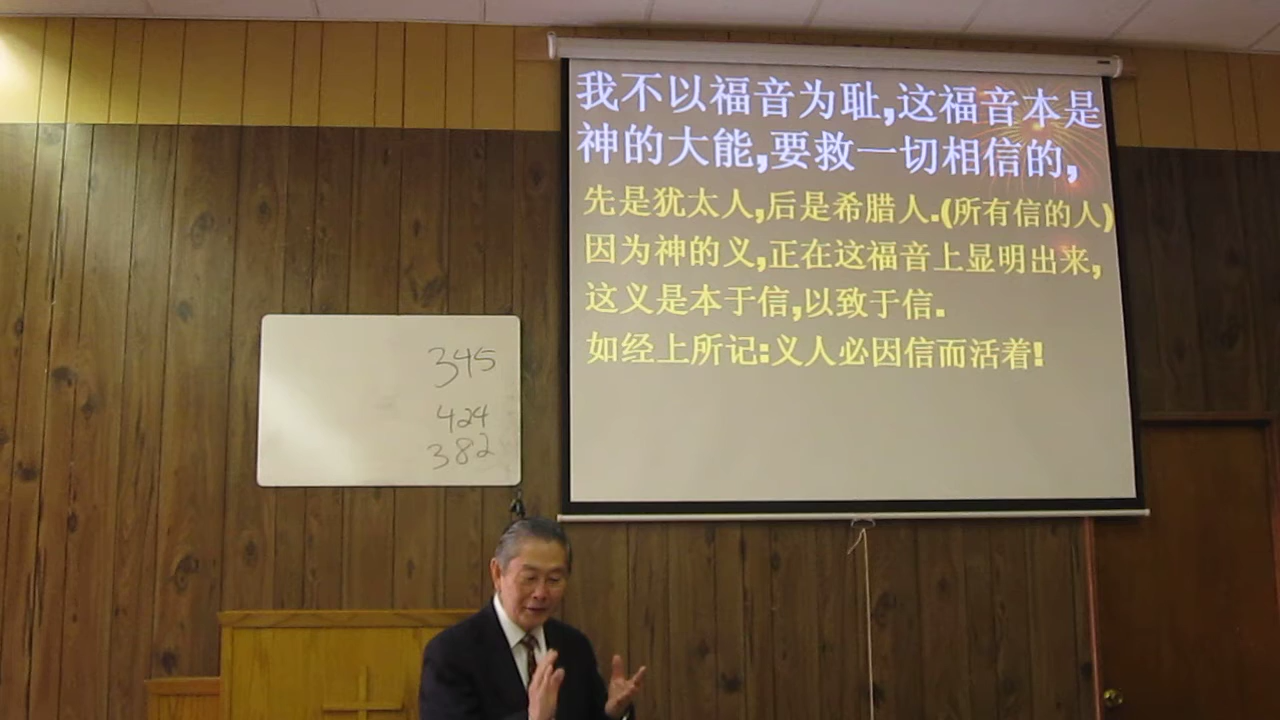 345
424
382
我不以福音为耻,这福音本是
神的大能,要救一切相信的,
先是犹太人,后是希腊人.(所有信的人)
因为神的义,正在这福音上显明出来,
这义是本于信,以致于信.
如经上所记:义人必因信而活着!